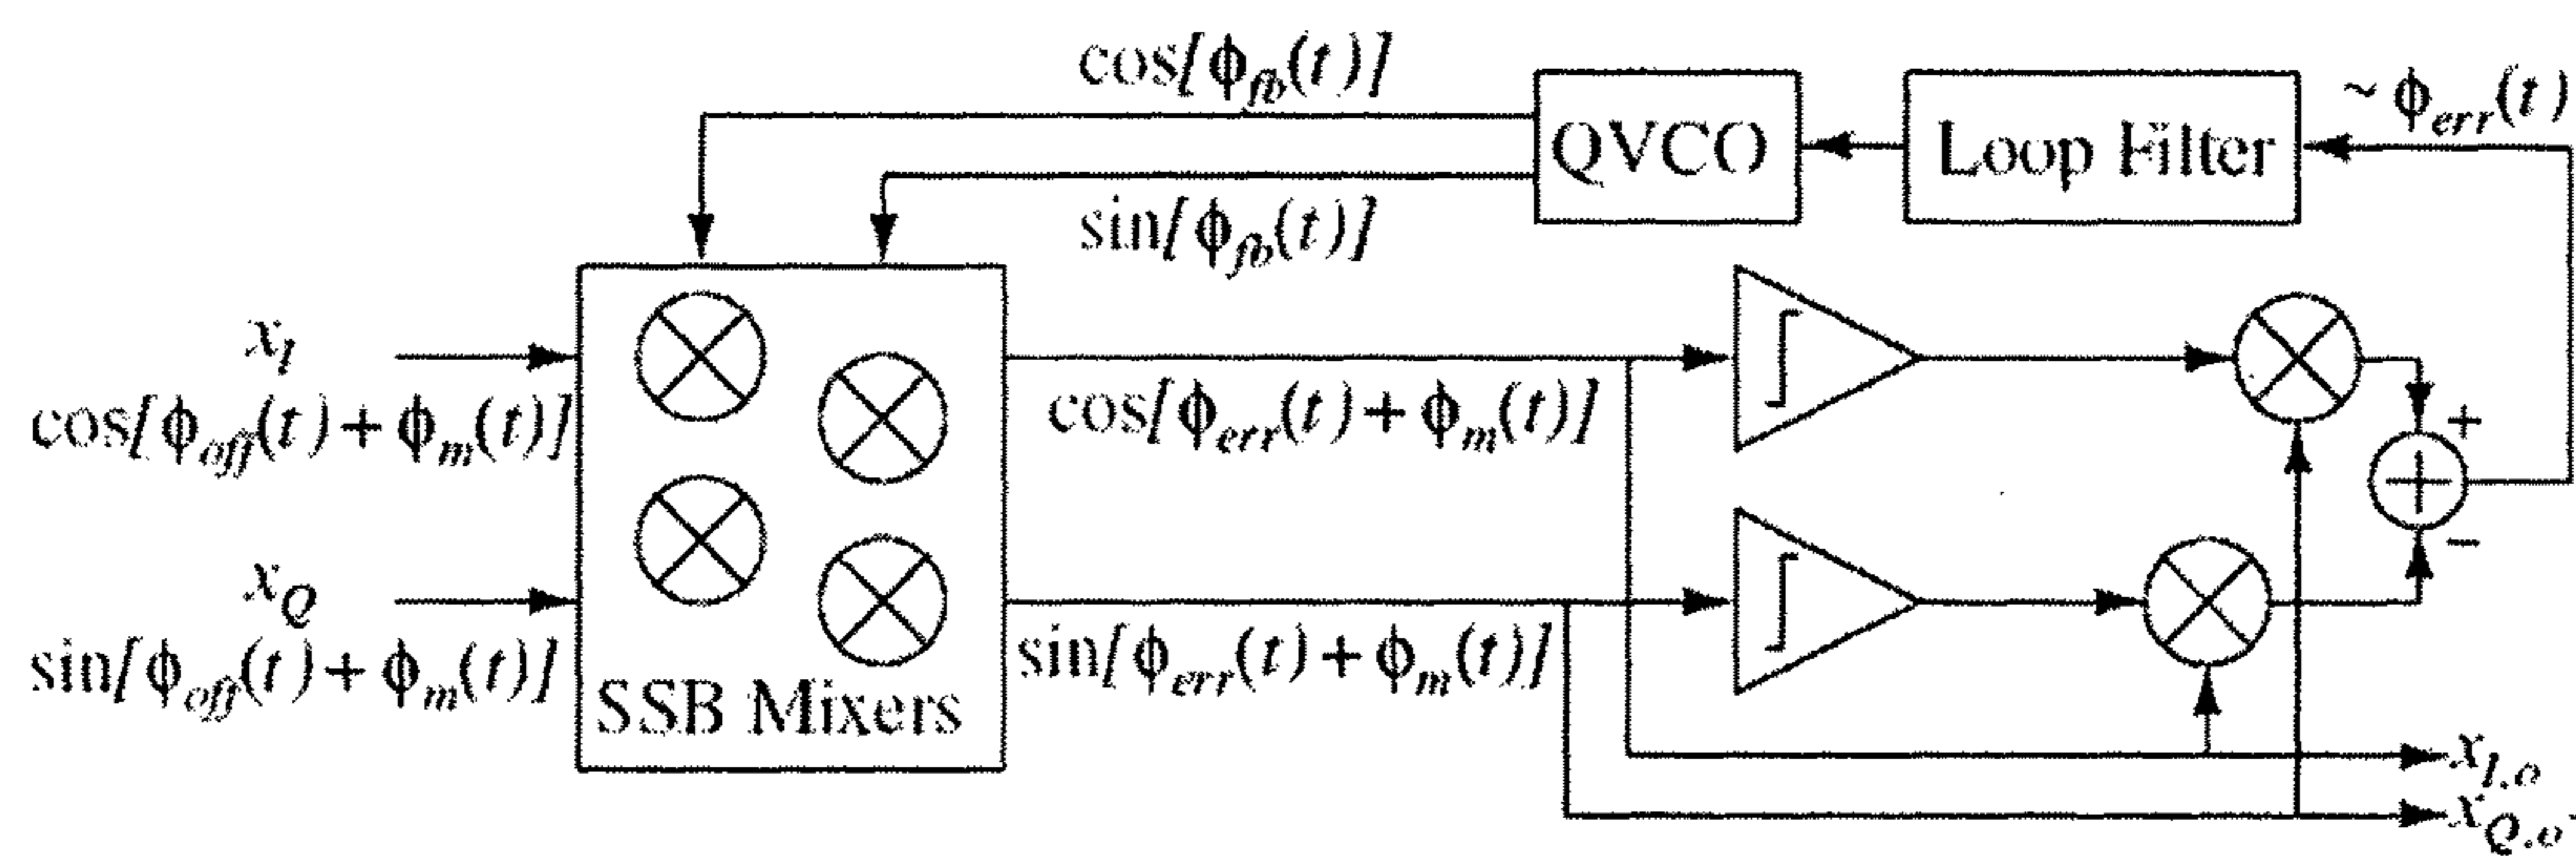 cos[ϕ_fb(t)]
QVCO
Loop Filter
~ ϕ_err(t)
sin[ϕ_fb(t)]
x_I
cos[ϕ_off(t)+ϕ_m(t)]
cos[ϕ_err(t)+ϕ_m(t)]
+
−
x_Q
sin[ϕ_off(t)+ϕ_m(t)]
sin[ϕ_err(t)+ϕ_m(t)]
SSB Mixers
x_I.o
x_Q.o